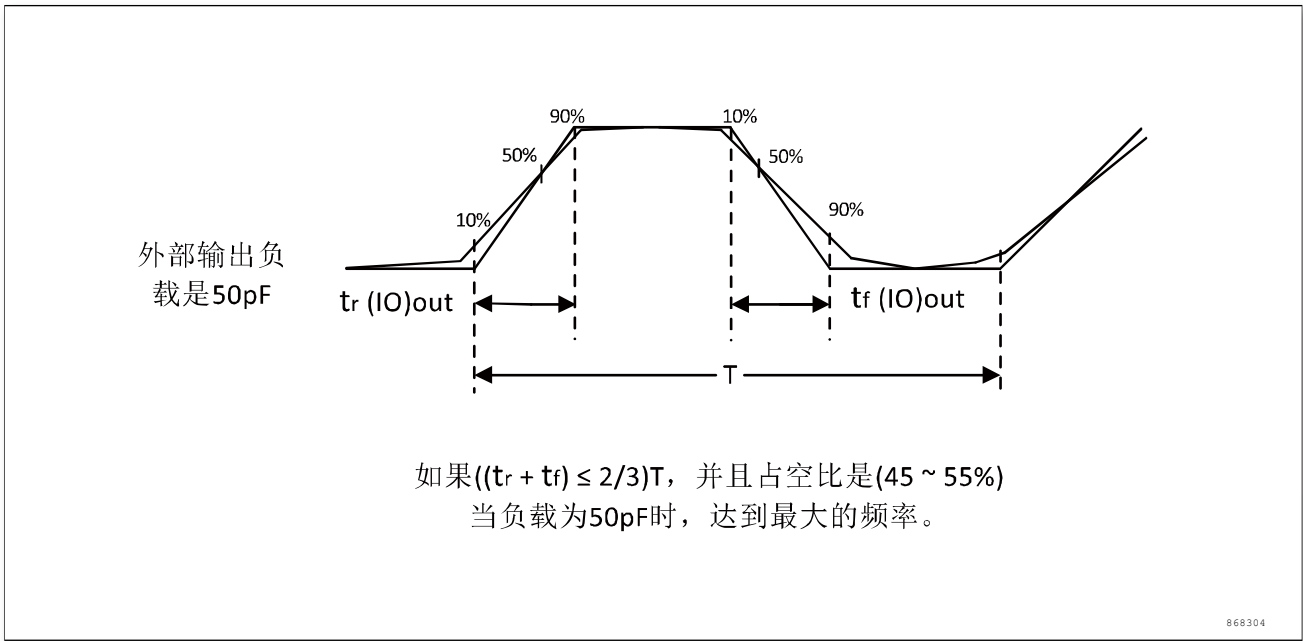 90%
10%
50%
50%
10%
90%
外部输出负
载是50pF
tr (IO)out
tf (IO)out
T
如果((tr + tf) ≤ 2/3)T，并且占空比是(45 ~ 55%)
当负载为50pF时，达到最大的频率。
868304